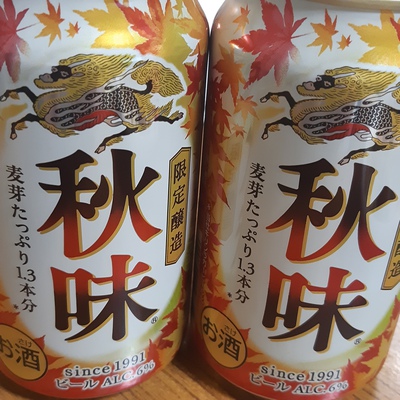 秋味
限定醸造
麦芽たっぷり1.3本分
お酒
since 1991
ビール ALC.6%
秋味
醸造
麦芽たっぷり1.3本分
お酒
since 1991
ビール ALC.6%